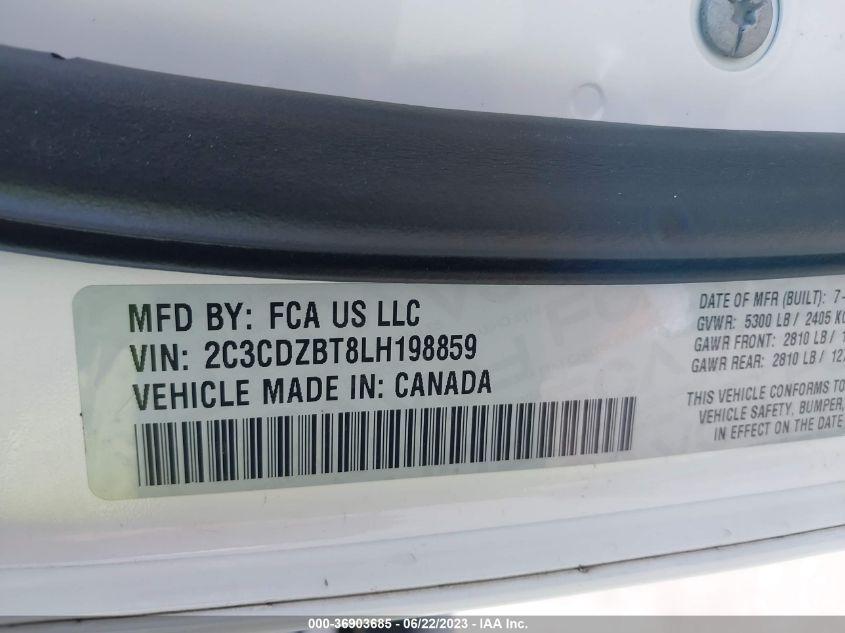 MFD BY: FCA US LLC
VIN: 2C3CDZBT8LH198859
VEHICLE MADE IN: CANADA
DATE OF MFR (BUILT): 7-
GVWR: 5300 LB / 2405 KG
GAWR FRONT: 2810 LB /
GAWR REAR: 2810 LB / 127
THIS VEHICLE CONFORMS TO
VEHICLE SAFETY, BUMPER,
IN EFFECT ON THE DATE
000-36903685 - 06/22/2023 - IAA Inc.